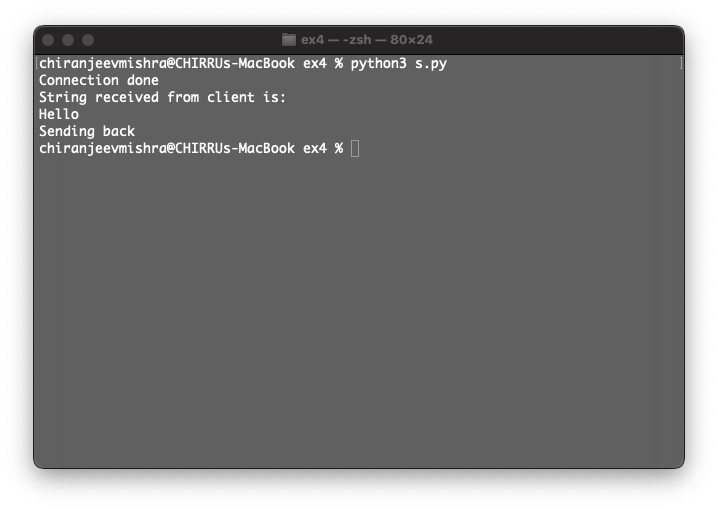 ex4 — -zsh — 80×24
chiranjeevmishra@CHIRRUs-MacBook ex4 % python3 s.py
Connection done
String received from client is:
Hello
Sending back
chiranjeevmishra@CHIRRUs-MacBook ex4 %